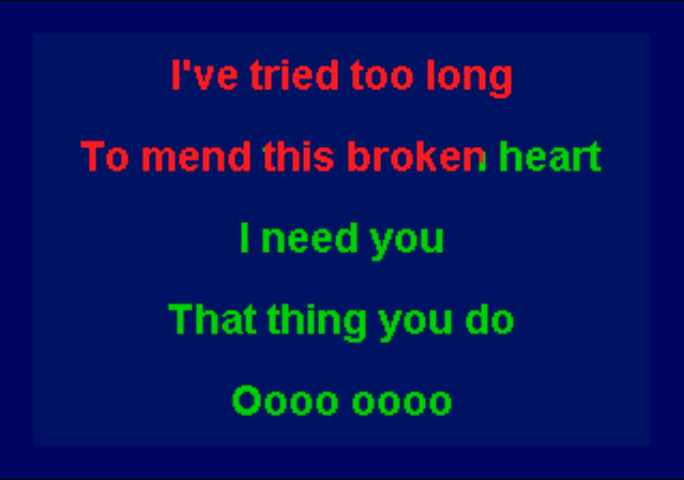 I've tried too long
To mend this broken heart
I need you
That thing you do
Oooo oooo